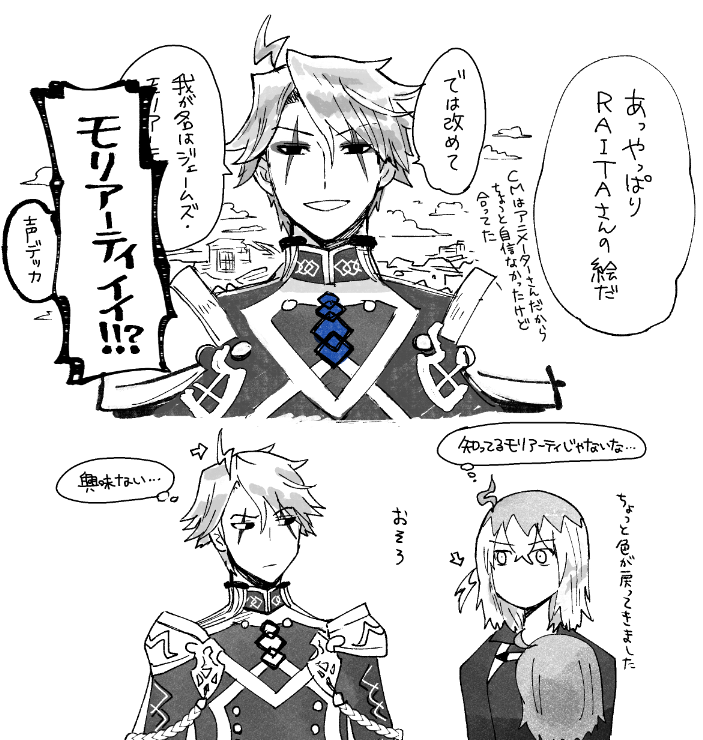 あっやっぱり
RAITAさんの絵だ
CMはアニメーターさんだから
ちょっと自信なかったけど
合ってた
では改めて
我が名はジェームズ・
モリアーモ
モリアーティイイ!!?
声デッカ
知ってるモリアーティじゃないな…
ちょっと色が戻ってきました
おそろ
興味ない…